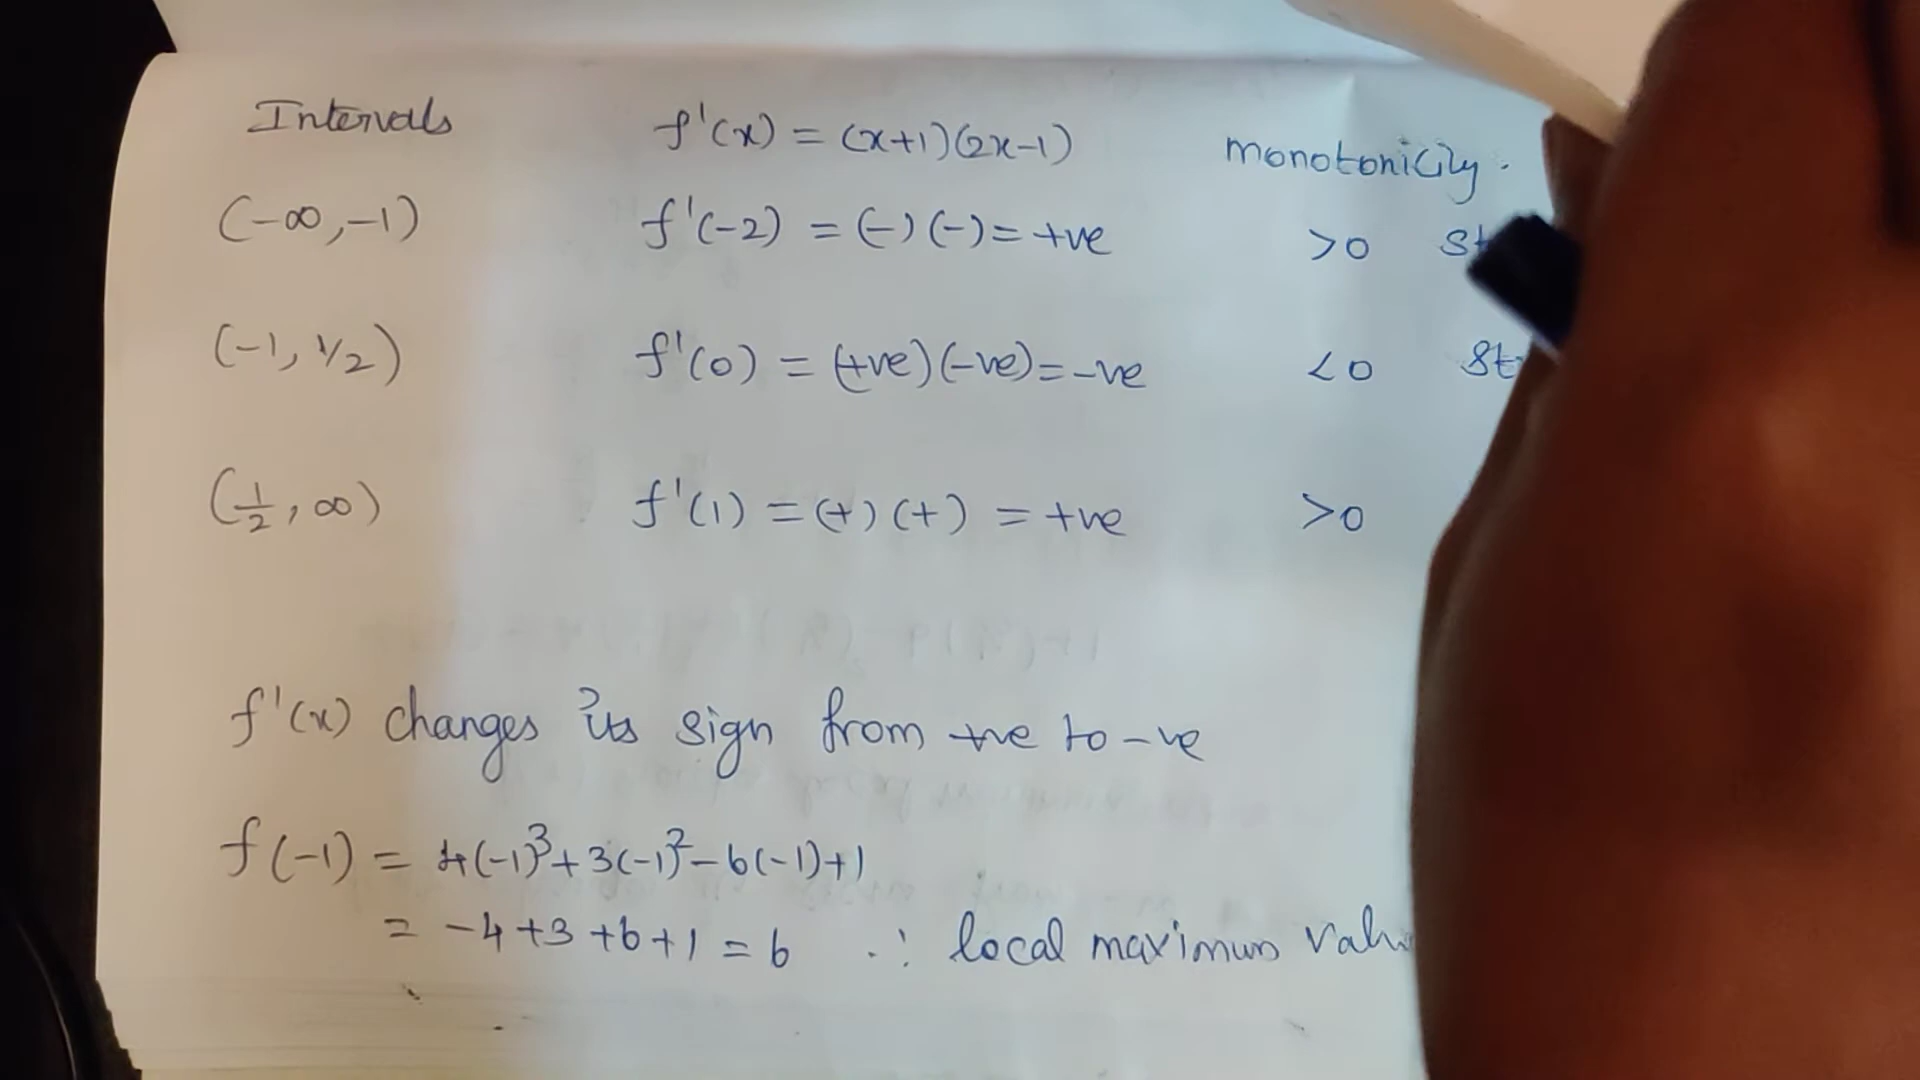 Intervals f'(x) = (x+1)(2x-1) monotonicity.
(-∞,-1) f'(-2) = (-)(-)= +ve >0
(-1, 1/2) f'(0) = (+ve)(-ve)= -ve <0
(1/2, ∞) f'(1) = (+)(+) = +ve >0
f'(x) changes its sign from +ve to -ve
f(-1) = 4(-1)³+3(-1)²-6(-1)+1
= -4+3+6+1 = 6 ∴ local maximum